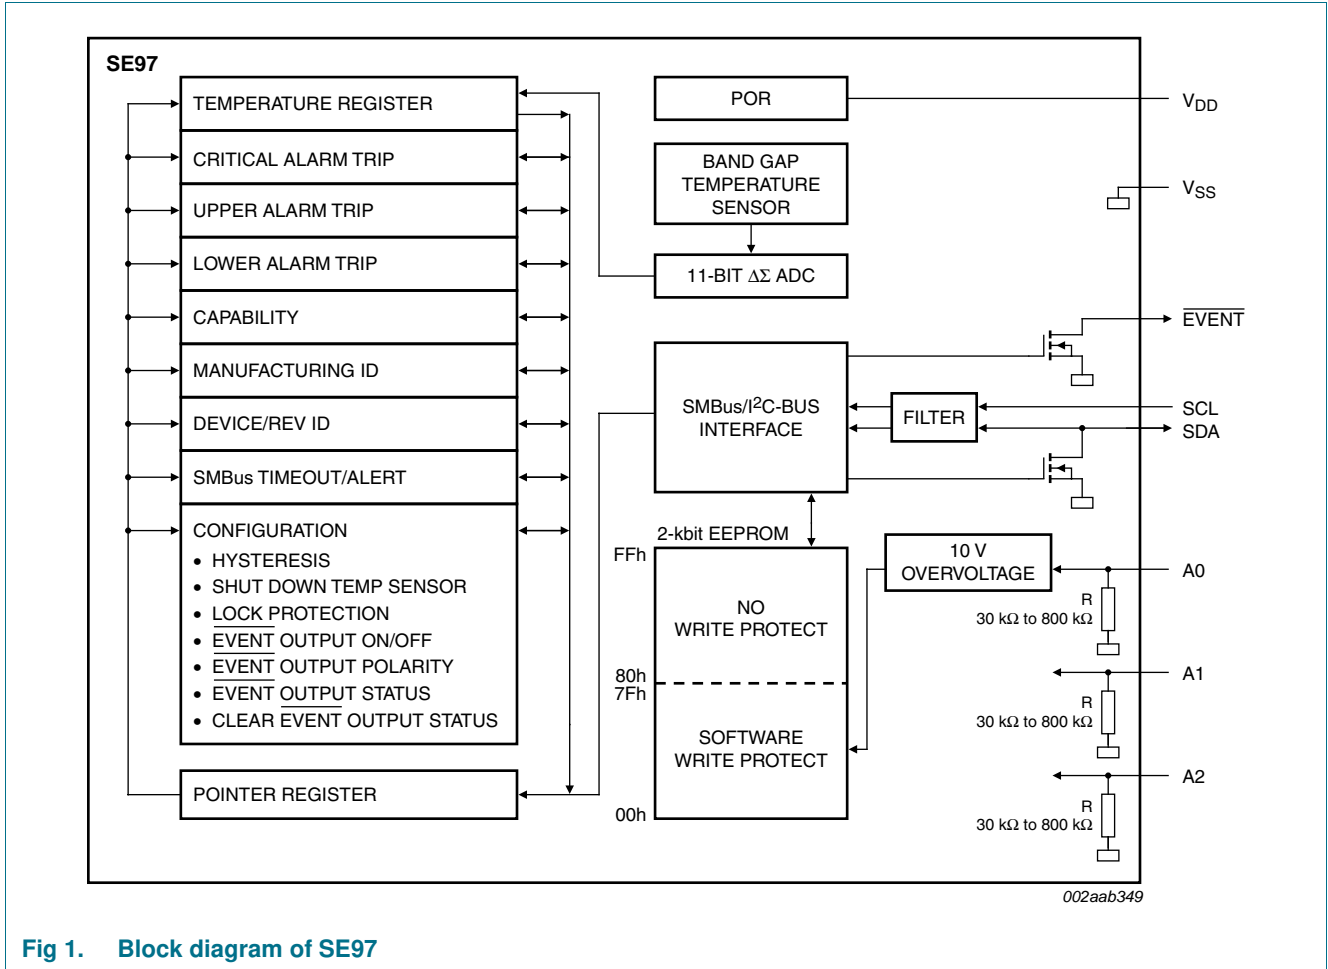 SE97
TEMPERATURE REGISTER
CRITICAL ALARM TRIP
UPPER ALARM TRIP
LOWER ALARM TRIP
CAPABILITY
MANUFACTURING ID
DEVICE/REV ID
SMBus TIMEOUT/ALERT
CONFIGURATION
• HYSTERESIS
• SHUT DOWN TEMP SENSOR
• LOCK PROTECTION
• EVENT OUTPUT ON/OFF
• EVENT OUTPUT POLARITY
• EVENT OUTPUT STATUS
• CLEAR EVENT OUTPUT STATUS
POINTER REGISTER
POR
BAND GAP
TEMPERATURE
SENSOR
11-BIT ΔΣ ADC
SMBus/I²C-BUS
INTERFACE
FILTER
2-kbit EEPROM
FFh
NO
WRITE PROTECT
80h
7Fh
SOFTWARE
WRITE PROTECT
00h
10 V
OVERVOLTAGE
R
30 kΩ to 800 kΩ
R
30 kΩ to 800 kΩ
R
30 kΩ to 800 kΩ
VDD
VSS
EVENT
SCL
SDA
A0
A1
A2
002aab349
Fig 1. Block diagram of SE97